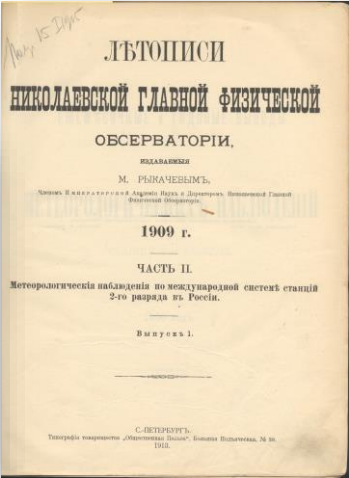 ЛѢТОПИСИ
НИКОЛАЕВСКОЙ ГЛАВНОЙ ФИЗИЧЕСКОЙ
ОБСЕРВАТОРІИ,
ИЗДАВАЕМЫЯ
М. РЫКАЧЕВЫМЪ,
Членомъ ИМПЕРАТОРСКОЙ Академіи Наукъ и Директоромъ Николаевской Главной
Физической Обсерваторіи.
1909 г.
ЧАСТЬ II.
Метеорологическія наблюденія по международной системѣ станцій
2-го разряда въ Россіи.
Выпускъ 1.
С.-ПЕТЕРБУРГЪ.
Типографія товарищества „Общественная Польза“, Большая Подъяческая, № 39.